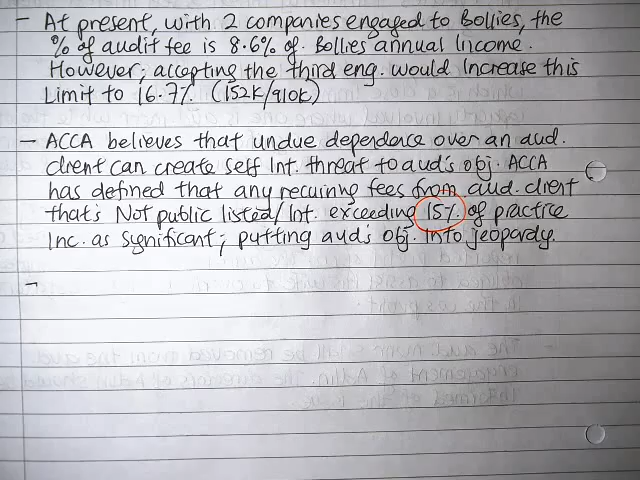 - At present, with 2 companies engaged to Bollies, the
% of audit fee is 8.6% of. Bollies annual Income.
However; accepting the third eng. would Increase this
Limit to 16.7% (152K/910K)
- ACCA believes that undue dependence over an aud.
client can create self Int. threat to aud's obj. ACCA
has defined that any recuring fees from aud. client
that's Not public listed/Int. exceeding 15% of practice
Inc. as significant; putting aud's obj. Into jeopardy.
-